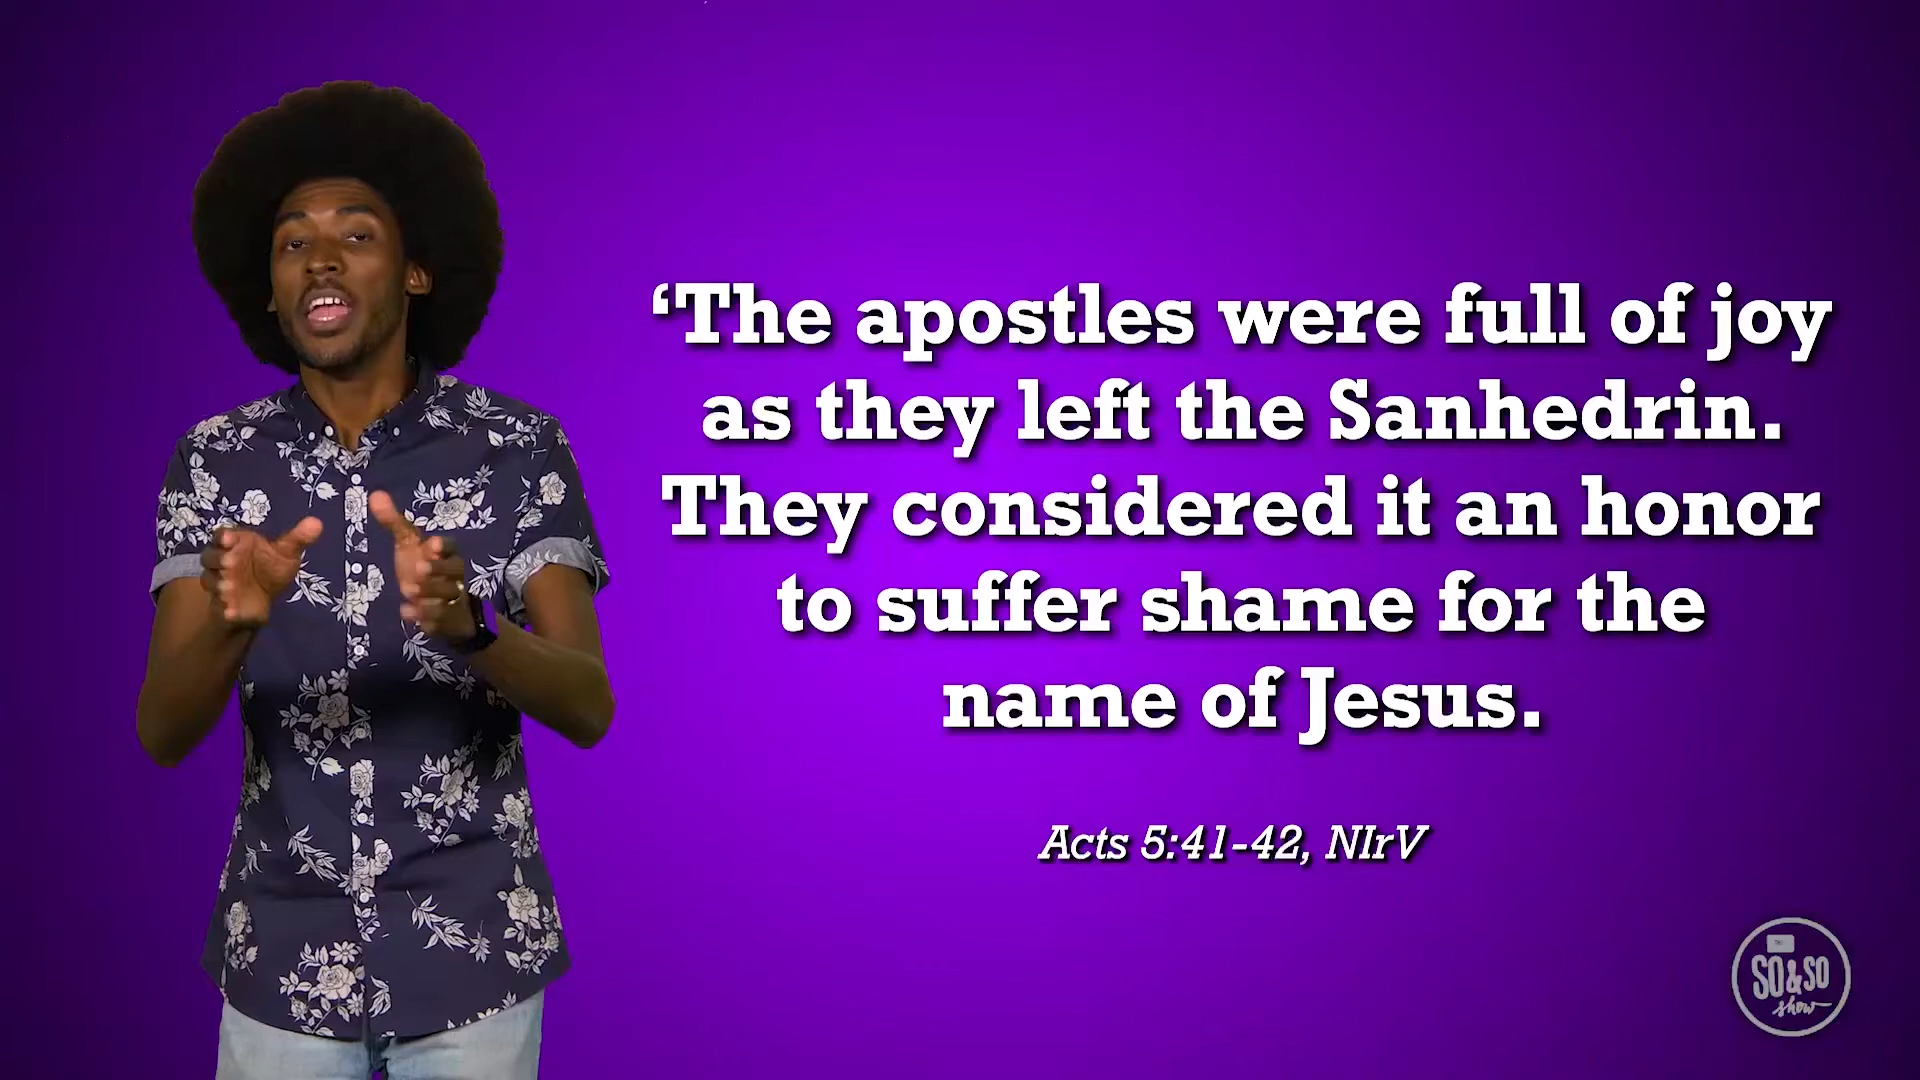 ‘The apostles were full of joy
as they left the Sanhedrin.
They considered it an honor
to suffer shame for the
name of Jesus.
Acts 5:41-42, NIrV
SO&SO
show